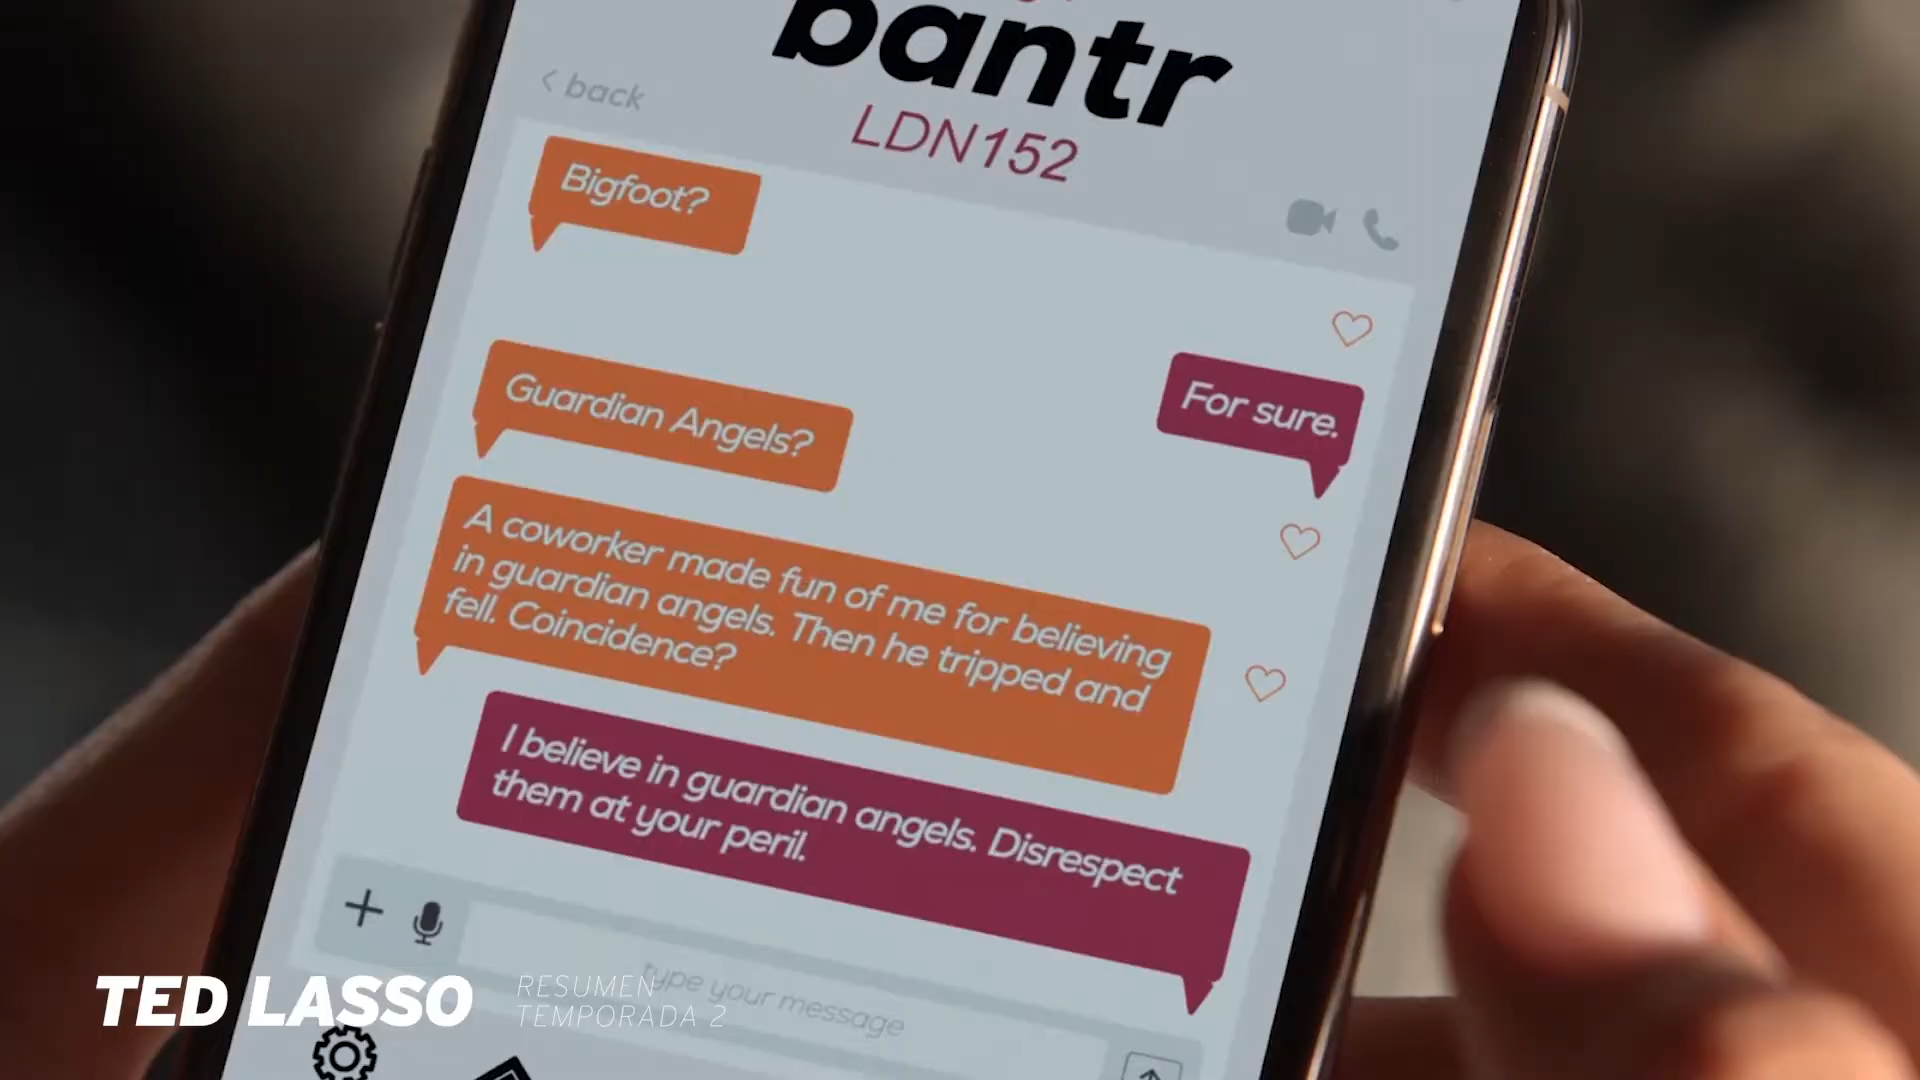 bantr
< back
LDN152
Bigfoot?
For sure.
Guardian Angels?
A coworker made fun of me for believing
in guardian angels. Then he tripped and
fell. Coincidence?
I believe in guardian angels. Disrespect
them at your peril.
type your message
TED LASSO
RESUMEN
TEMPORADA 2